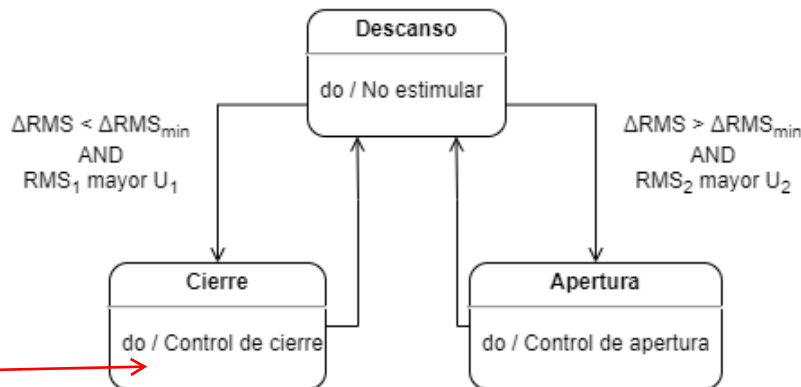 Descanso
do / No estimular
ΔRMS < ΔRMSmin
AND
RMS1 mayor U1
ΔRMS > ΔRMSmin
AND
RMS2 mayor U2
Cierre
do / Control de cierre
Apertura
do / Control de apertura